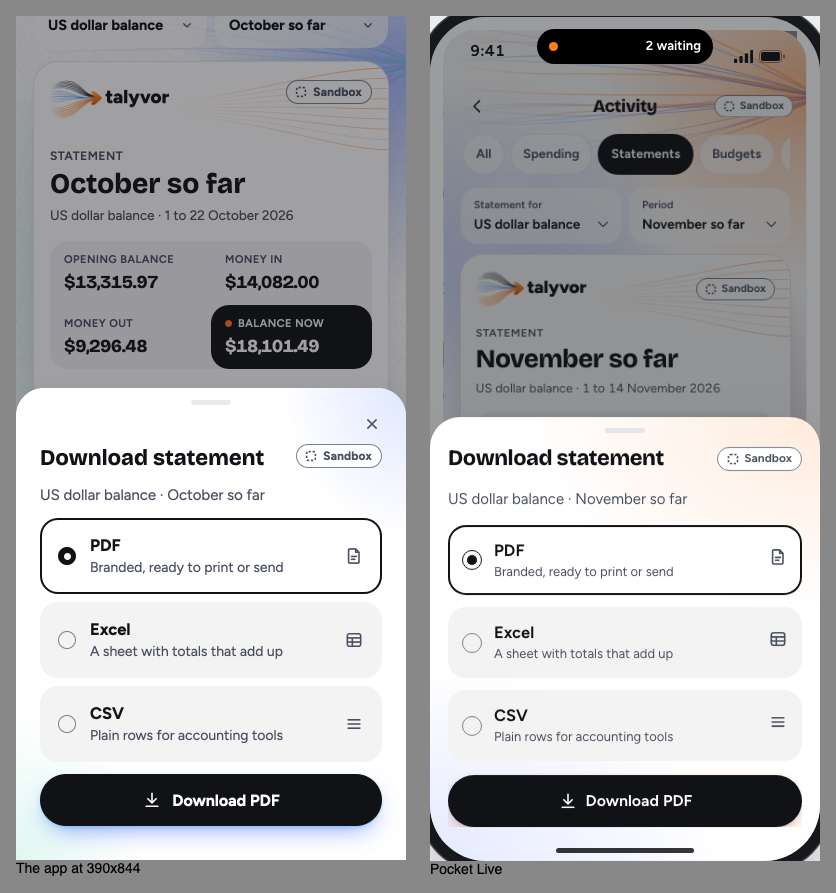 US dollar balance
October so far
talyvor
Sandbox
STATEMENT
October so far
US dollar balance · 1 to 22 October 2026
OPENING BALANCE
MONEY IN
$13,315.97
$14,082.00
MONEY OUT
BALANCE NOW
$9,296.48
$18,101.49
Download statement
Sandbox
US dollar balance · October so far
PDF
Branded, ready to print or send
Excel
A sheet with totals that add up
CSV
Plain rows for accounting tools
Download PDF
The app at 390x844
9:41
2 waiting
Activity
Sandbox
All
Spending
Statements
Budgets
Statement for
Period
US dollar balance
November so far
talyvor
Sandbox
STATEMENT
November so far
US dollar balance · 1 to 14 November 2026
Download statement
Sandbox
US dollar balance · November so far
PDF
Branded, ready to print or send
Excel
A sheet with totals that add up
CSV
Plain rows for accounting tools
Download PDF
Pocket Live